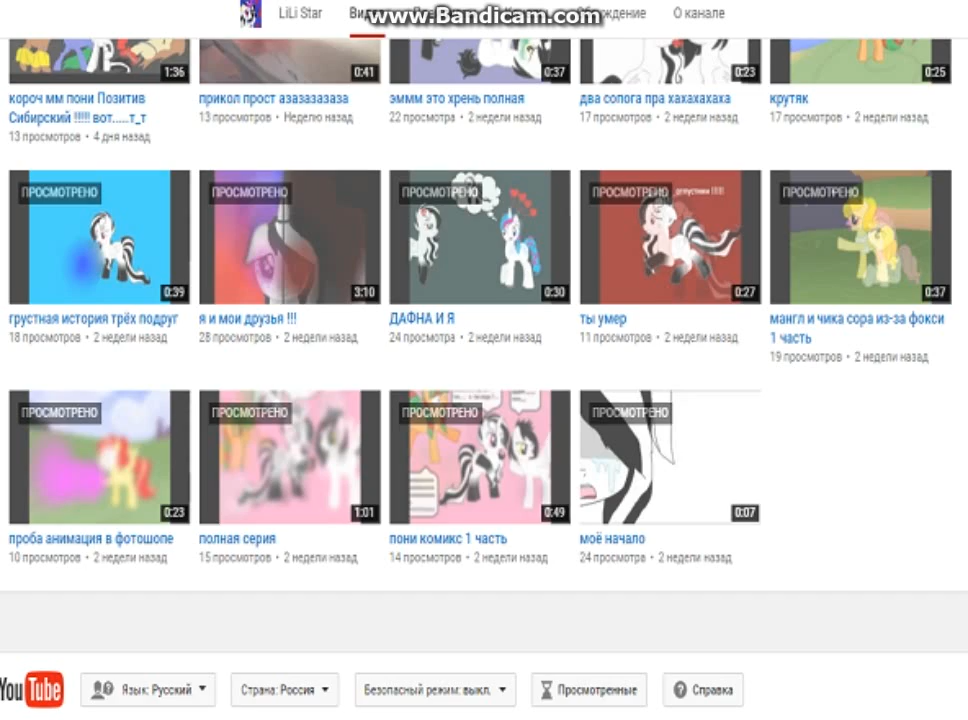 LiLi Star
www.Bandicam.com
О канале
1:36
0:41
0:37
0:23
0:25
короч мм пони Позитив
Сибирский !!!!! вот.....т_т
13 просмотров • 4 дня назад
прикол прост азазазазаза
13 просмотров • Неделю назад
эммм это хрень полная
22 просмотра • 2 недели назад
два сопога пра хахахахаха
17 просмотров • 2 недели назад
крутяк
17 просмотров • 2 недели назад
ПРОСМОТРЕНО
0:39
ПРОСМОТРЕНО
3:10
ПРОСМОТРЕНО
0:30
ПРОСМОТРЕНО
0:27
ПРОСМОТРЕНО
0:37
грустная история трёх подруг
18 просмотров • 2 недели назад
я и мои друзья !!!
28 просмотров • 2 недели назад
ДАФНА И Я
24 просмотра • 2 недели назад
ты умер
11 просмотров • 2 недели назад
мангл и чика сора из-за фокси
1 часть
19 просмотров • 2 недели назад
ПРОСМОТРЕНО
0:23
ПРОСМОТРЕНО
1:01
ПРОСМОТРЕНО
0:49
ПРОСМОТРЕНО
0:07
проба анимация в фотошопе
10 просмотров • 2 недели назад
полная серия
15 просмотров • 2 недели назад
пони комикс 1 часть
14 просмотров • 2 недели назад
моё начало
24 просмотра • 2 недели назад
YouTube
Язык: Русский
Страна: Россия
Безопасный режим: выкл.
Просмотренные
Справка